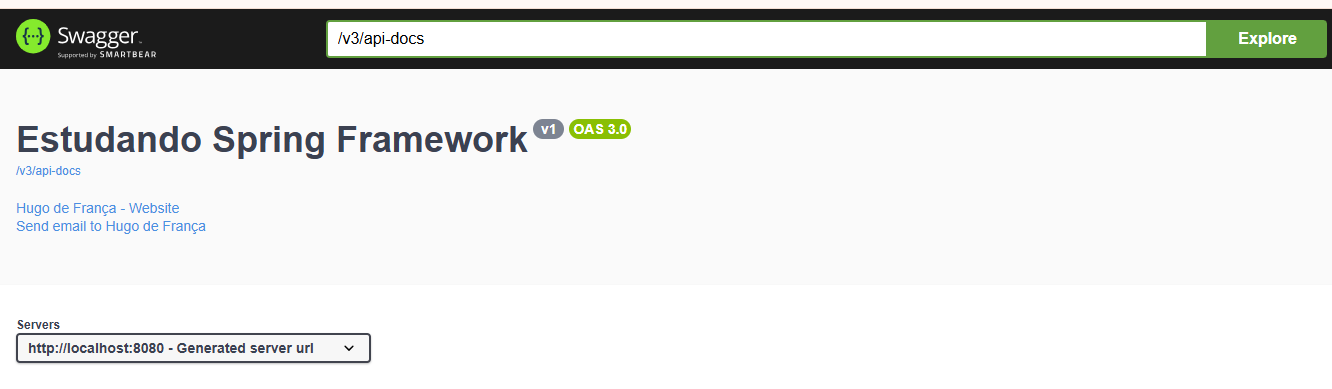 Swagger
Supported by SMARTBEAR
/v3/api-docs
Explore
Estudando Spring Framework v1 OAS 3.0
/v3/api-docs
Hugo de França - Website
Send email to Hugo de França
Servers
http://localhost:8080 - Generated server url